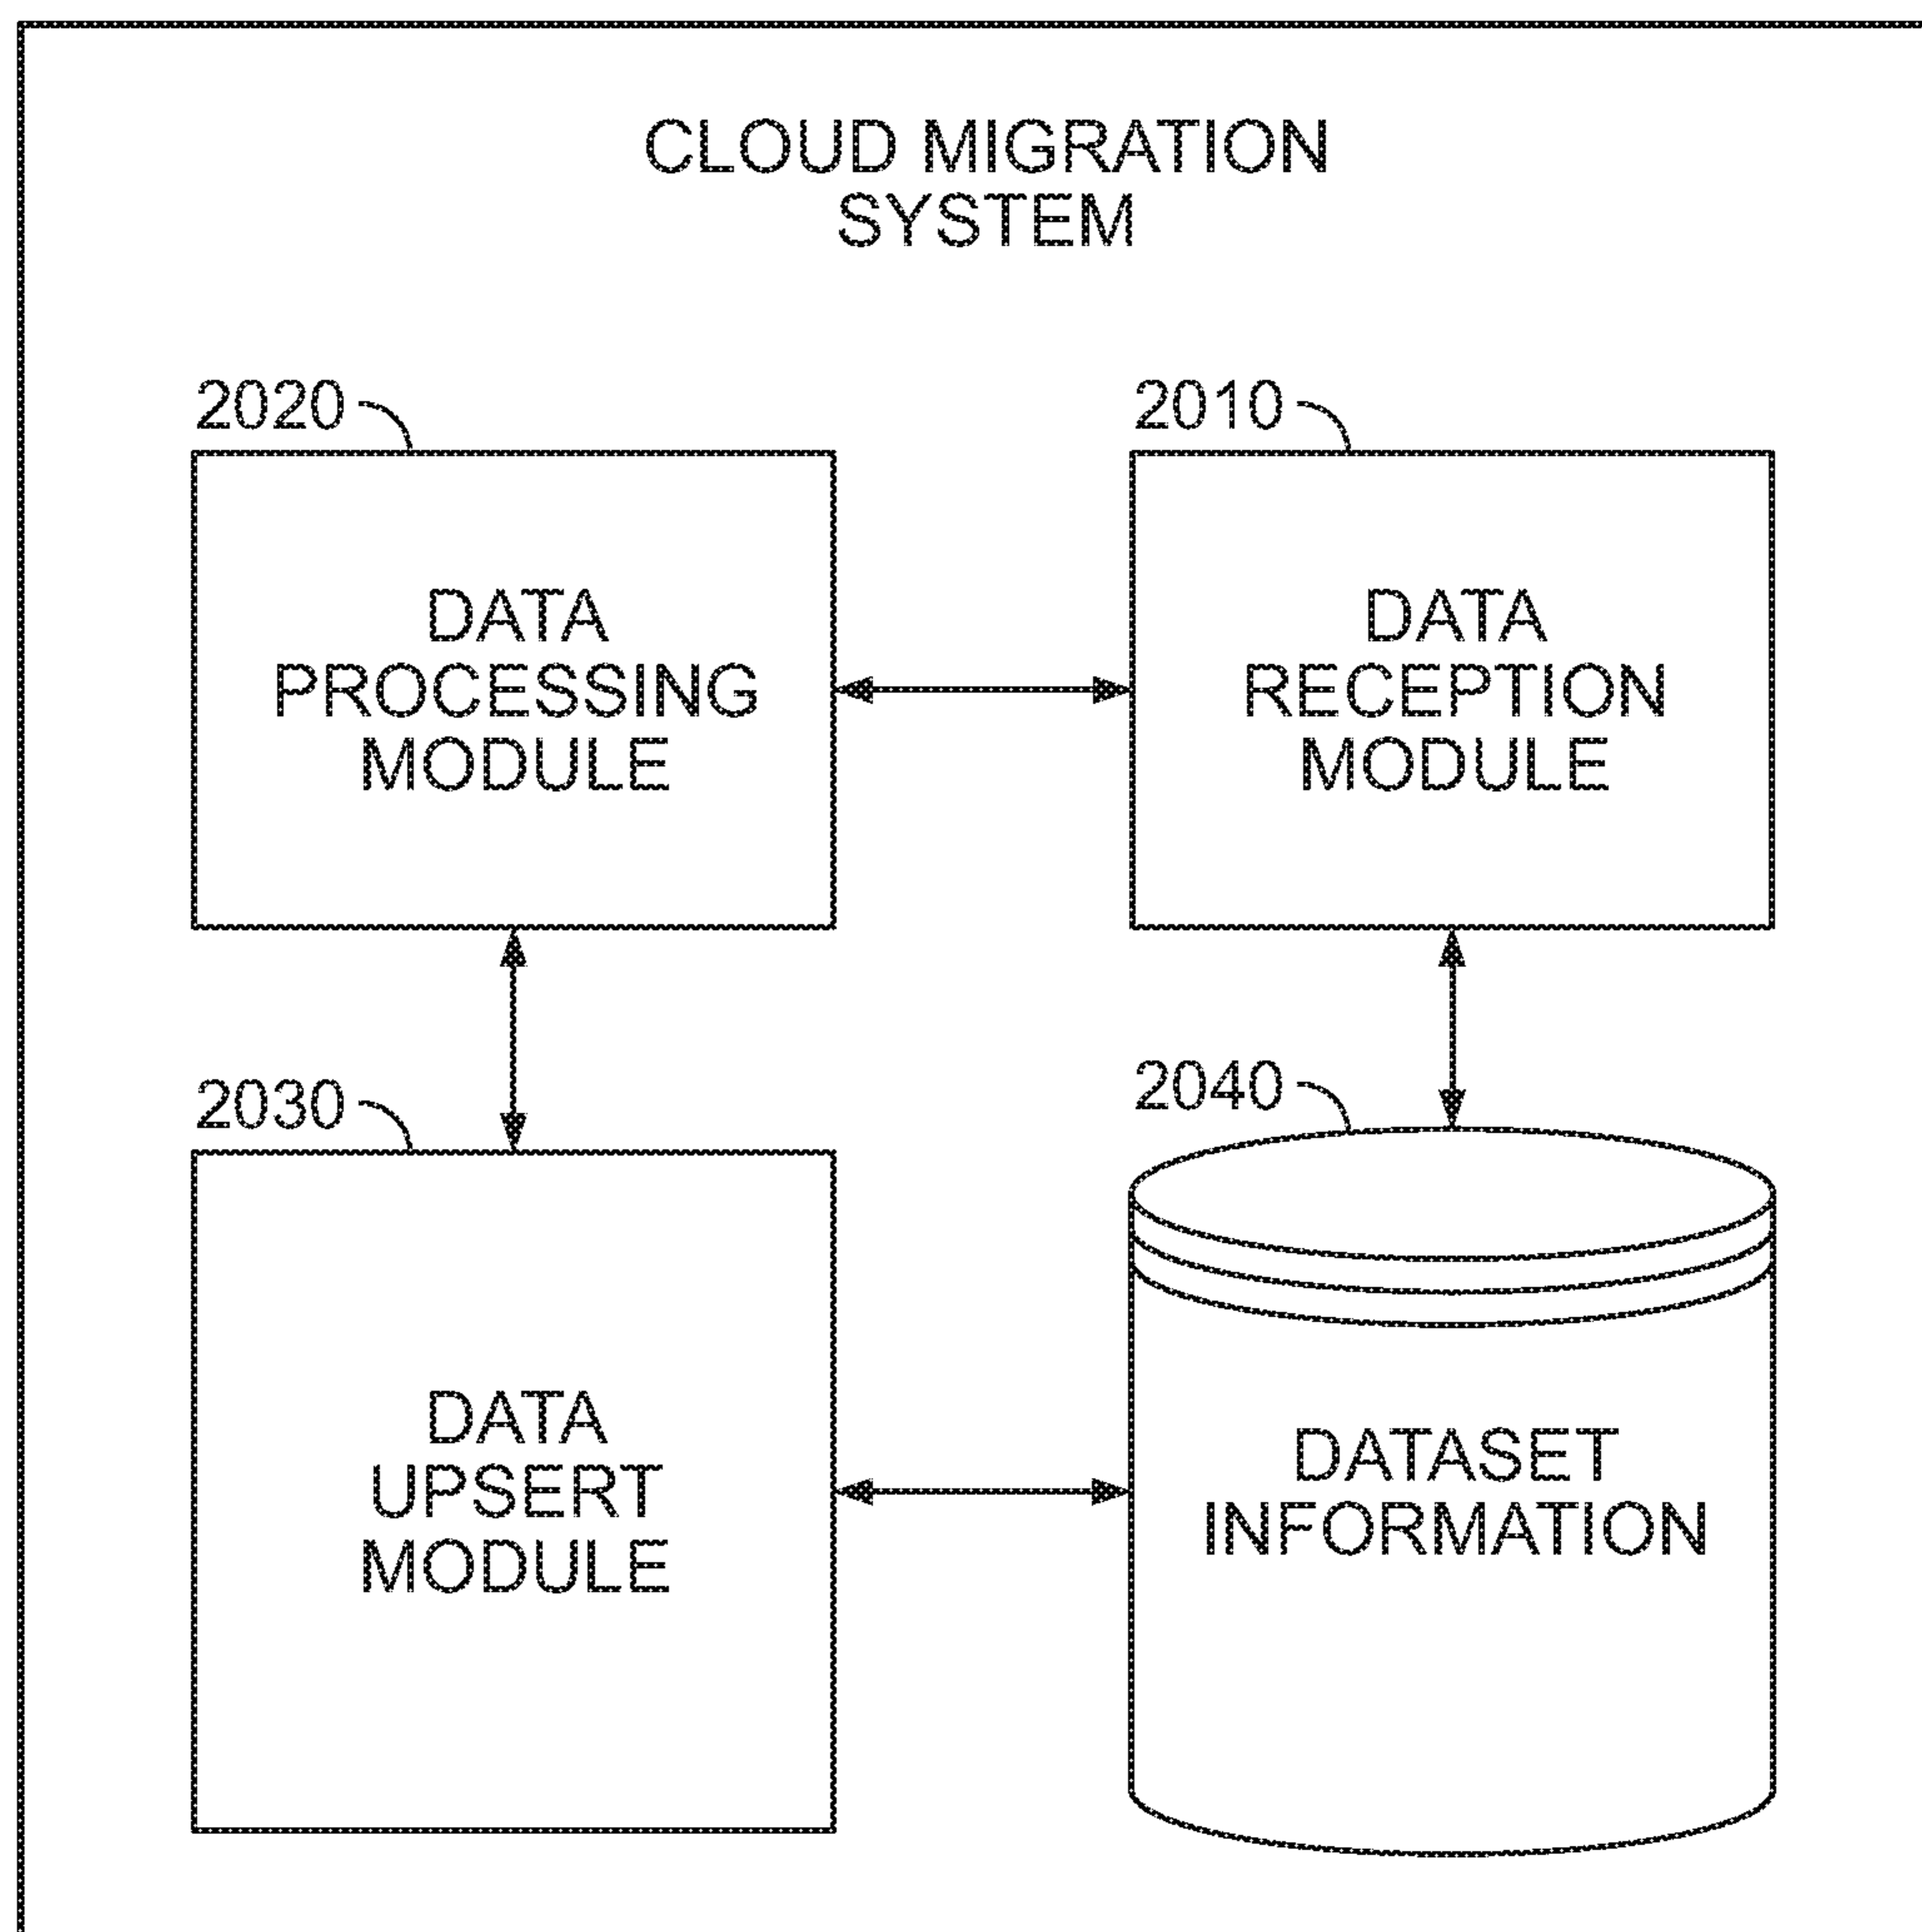 CLOUD MIGRATION
SYSTEM
2020
DATA
PROCESSING
MODULE
2010
DATA
RECEPTION
MODULE
2030
DATA
UPSERT
MODULE
2040
DATASET
INFORMATION